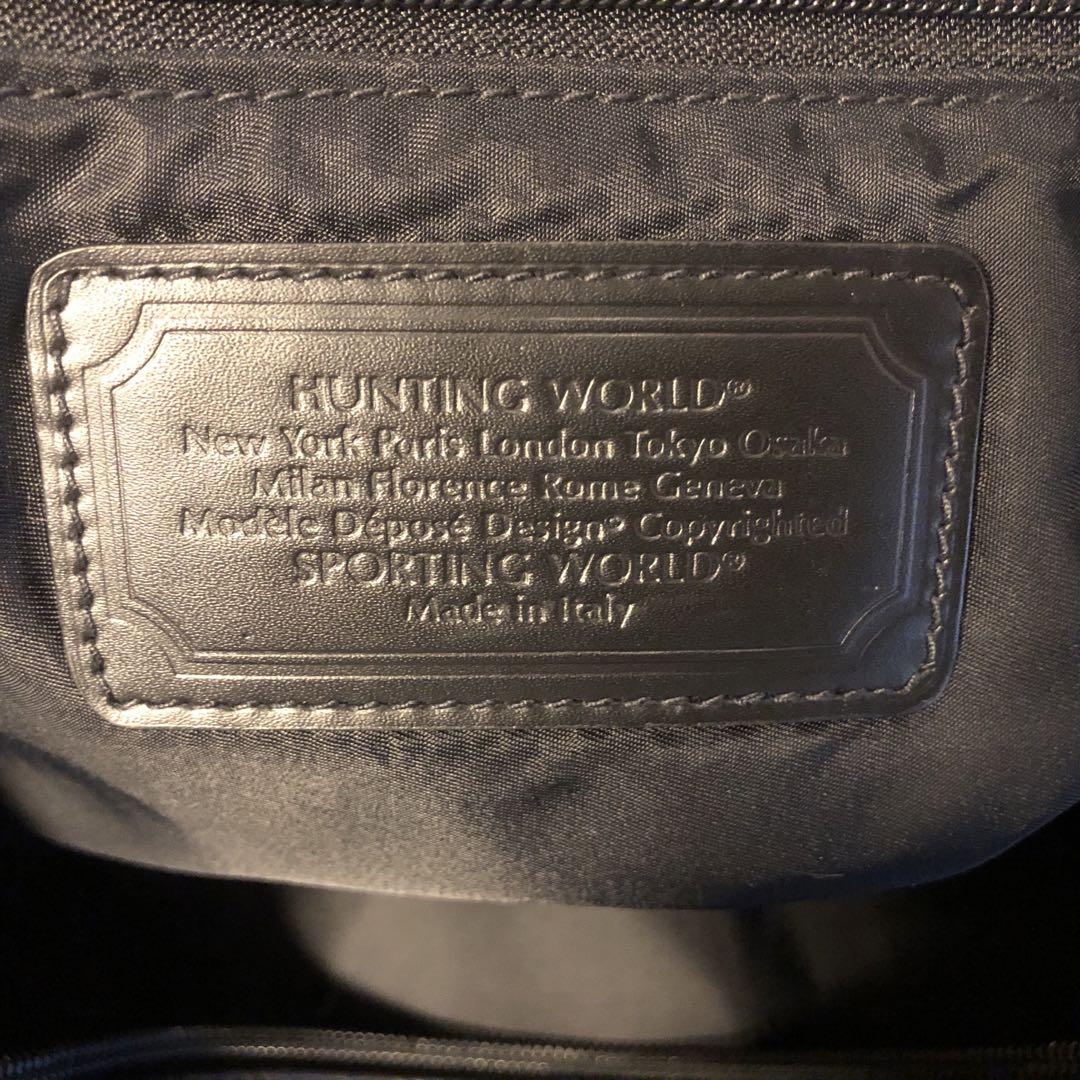 HUNTING WORLD®
New York Paris London Tokyo Osaka
Milan Florence Rome Geneva
Modèle Déposé Design® Copyrighted
SPORTING WORLD®
Made in Italy